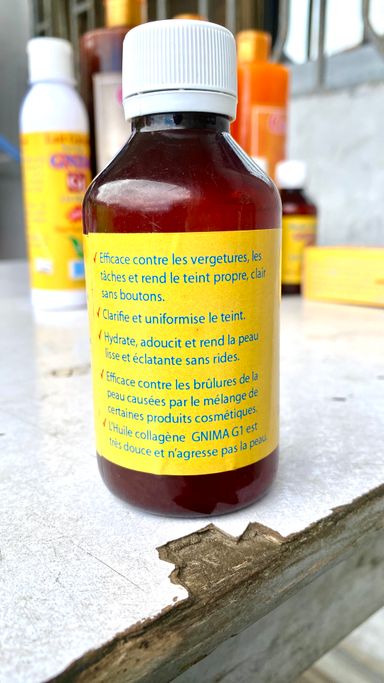 Efficace contre les vergetures, les
tâches et rend le teint propre, clair
sans boutons.
Clarifie et uniformise le teint.
Hydrate, adoucit et rend la peau
lisse et éclatante sans rides.
Efficace contre les brûlures de la
peau causées par le mélange de
certaines produits cosmétiques.
L'Huile collagène GNIMA G1 est
très douce et n'agresse pas la peau.
GNIMA